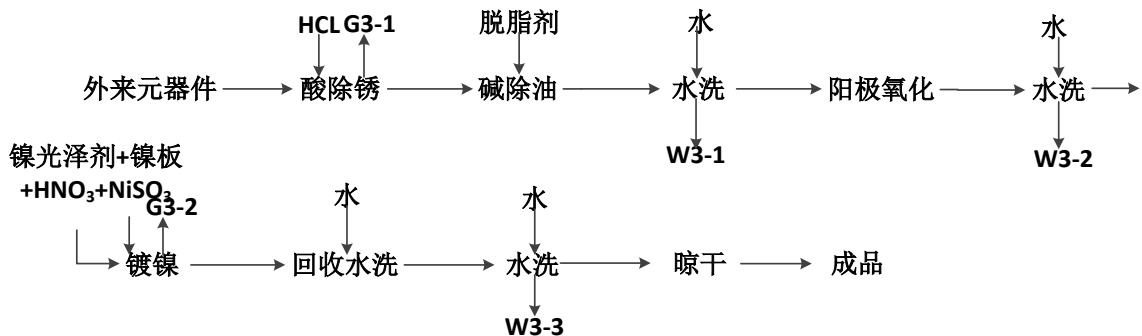 HCL G3-1 脱脂剂 水 水
外来元器件 酸除锈 碱除油 水洗 阳极氧化 水洗
W3-1 W3-2
镍光泽剂+镍板
+HNO₃+NiSO₃
G3-2 水 水
镀镍 回收水洗 水洗 晾干 成品
W3-3